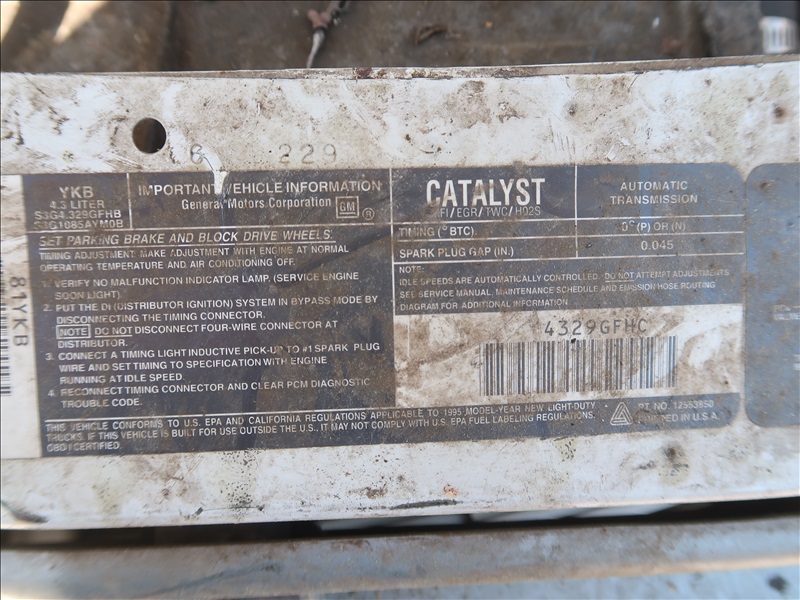 6 229
YKB
4.3 LITER
S3G4.329GFHB
S3G1085AYM0B
IMPORTANT VEHICLE INFORMATION
General Motors Corporation GM ®
SET PARKING BRAKE AND BLOCK DRIVE WHEELS.
TIMING ADJUSTMENT: MAKE ADJUSTMENT WITH ENGINE AT NORMAL
OPERATING TEMPERATURE AND AIR CONDITIONING OFF.
1. VERIFY NO MALFUNCTION INDICATOR LAMP, (SERVICE ENGINE
SOON LIGHT).
2. PUT THE DI (DISTRIBUTOR IGNITION) SYSTEM IN BYPASS MODE BY
DISCONNECTING THE TIMING CONNECTOR.
NOTE DO NOT DISCONNECT FOUR-WIRE CONNECTOR AT
DISTRIBUTOR.
3. CONNECT A TIMING LIGHT INDUCTIVE PICK-UP TO #1 SPARK PLUG
WIRE AND SET TIMING TO SPECIFICATION WITH ENGINE
RUNNING AT IDLE SPEED.
4. RECONNECT TIMING CONNECTOR AND CLEAR PCM DIAGNOSTIC
TROUBLE CODE.
CATALYST
FI/EGR/TWC/HO2S
AUTOMATIC
TRANSMISSION
TIMING (° BTC) 0° (P) OR (N)
SPARK PLUG GAP (IN.) 0.045
NOTE:
IDLE SPEEDS ARE AUTOMATICALLY CONTROLLED. DO NOT ATTEMPT ADJUSTMENTS
SEE SERVICE MANUAL, MAINTENANCE SCHEDULE AND EMISSION HOSE ROUTING
DIAGRAM FOR ADDITIONAL INFORMATION.
4329GFHC
THIS VEHICLE CONFORMS TO U.S. EPA AND CALIFORNIA REGULATIONS APPLICABLE TO 1995 MODEL-YEAR NEW LIGHT-DUTY
TRUCKS. IF THIS VEHICLE IS BUILT FOR USE OUTSIDE THE U.S., IT MAY NOT COMPLY WITH U.S. EPA FUEL LABELING REGULATIONS.
OBD I CERTIFIED.
PT. NO. 12553850
PRINTED IN U.S.A.
81YKB